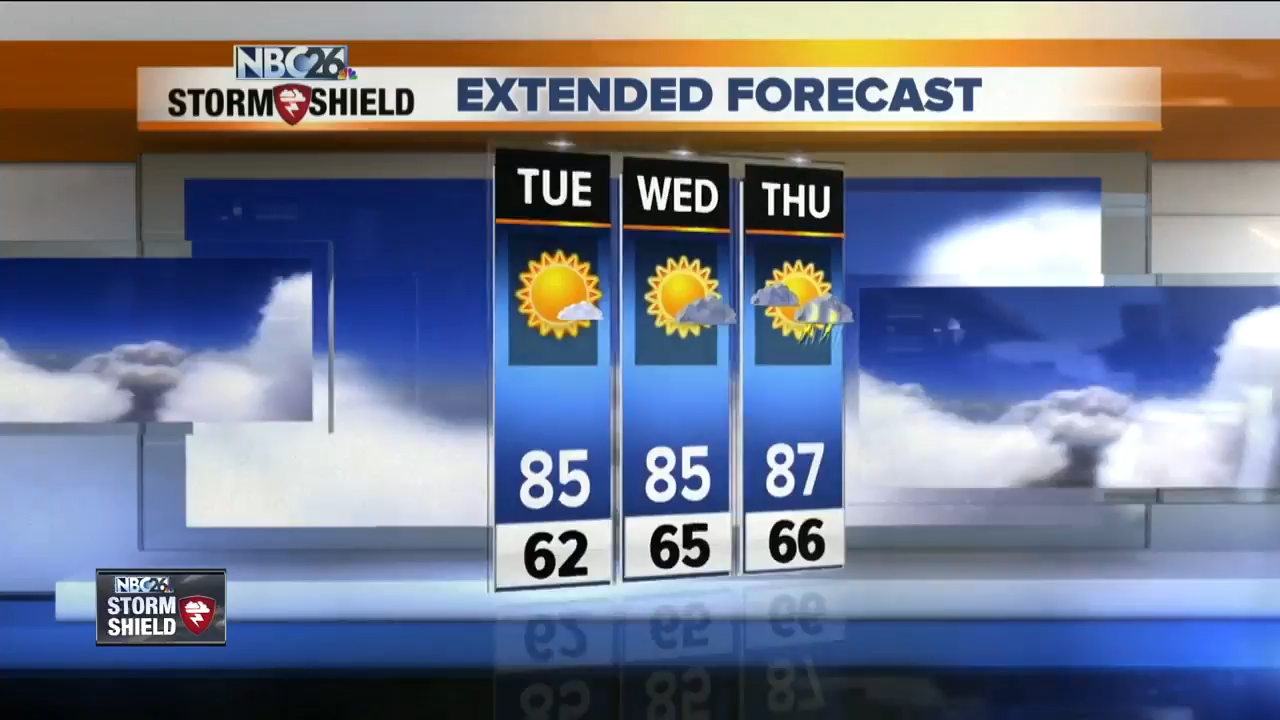 NBC26
STORM SHIELD
EXTENDED FORECAST
TUE
WED
THU
85
85
87
62
65
66
NBC26
STORM
SHIELD